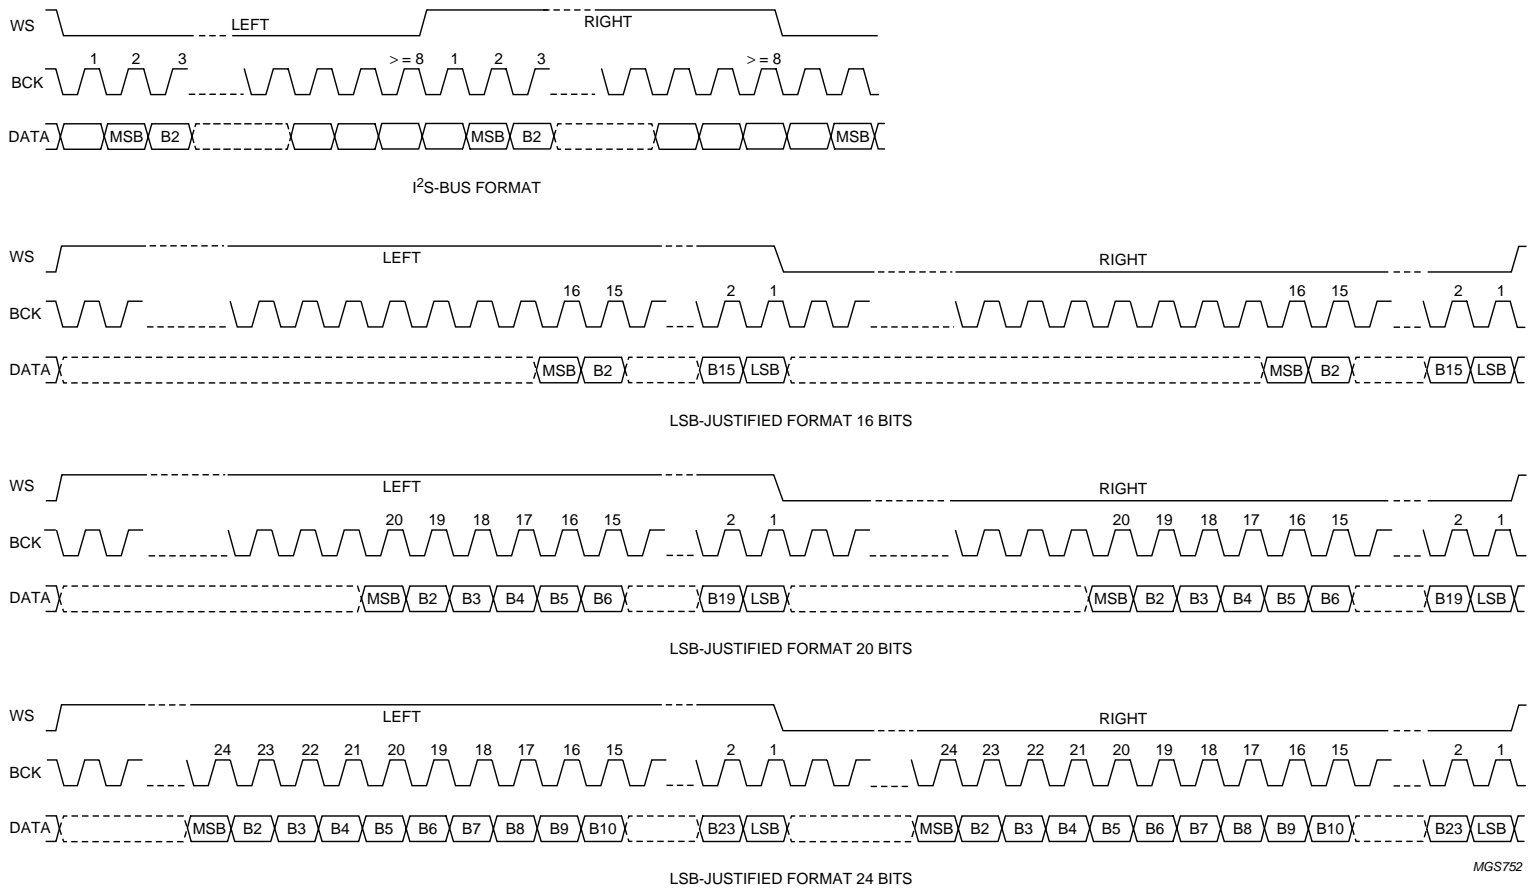 WS LEFT RIGHT
BCK 1 2 3 >= 8 1 2 3 >= 8
DATA MSB B2 MSB B2 MSB
I²S-BUS FORMAT
WS LEFT RIGHT
BCK 16 15 2 1 16 15 2 1
DATA MSB B2 B15 LSB MSB B2 B15 LSB
LSB-JUSTIFIED FORMAT 16 BITS
WS LEFT RIGHT
BCK 20 19 18 17 16 15 2 1 20 19 18 17 16 15 2 1
DATA MSB B2 B3 B4 B5 B6 B19 LSB MSB B2 B3 B4 B5 B6 B19 LSB
LSB-JUSTIFIED FORMAT 20 BITS
WS LEFT RIGHT
BCK 24 23 22 21 20 19 18 17 16 15 2 1 24 23 22 21 20 19 18 17 16 15 2 1
DATA MSB B2 B3 B4 B5 B6 B7 B8 B9 B10 B23 LSB MSB B2 B3 B4 B5 B6 B7 B8 B9 B10 B23 LSB
MGS752
LSB-JUSTIFIED FORMAT 24 BITS